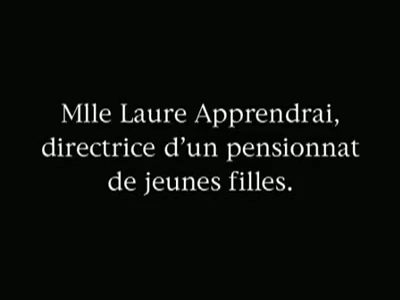 Mlle Laure Apprendrai,
directrice d’un pensionnat
de jeunes filles.